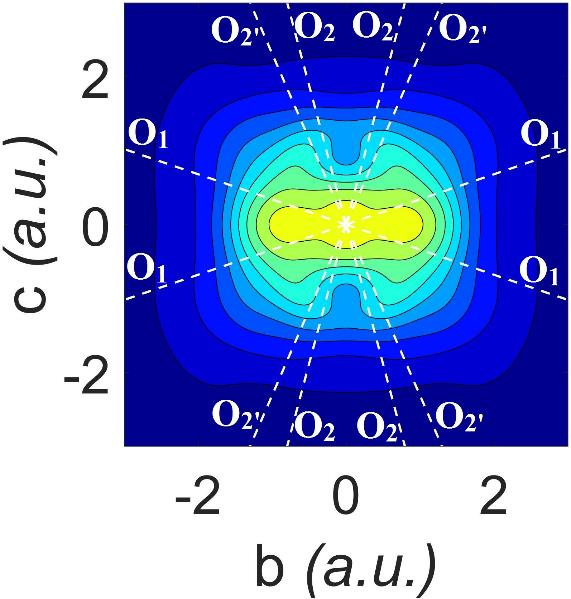 O2' O2 O2 O2'
2
O1 O1
0
c (a.u.)
O1 O1
-2
O2' O2 O2 O2'
-2 0 2
b (a.u.)